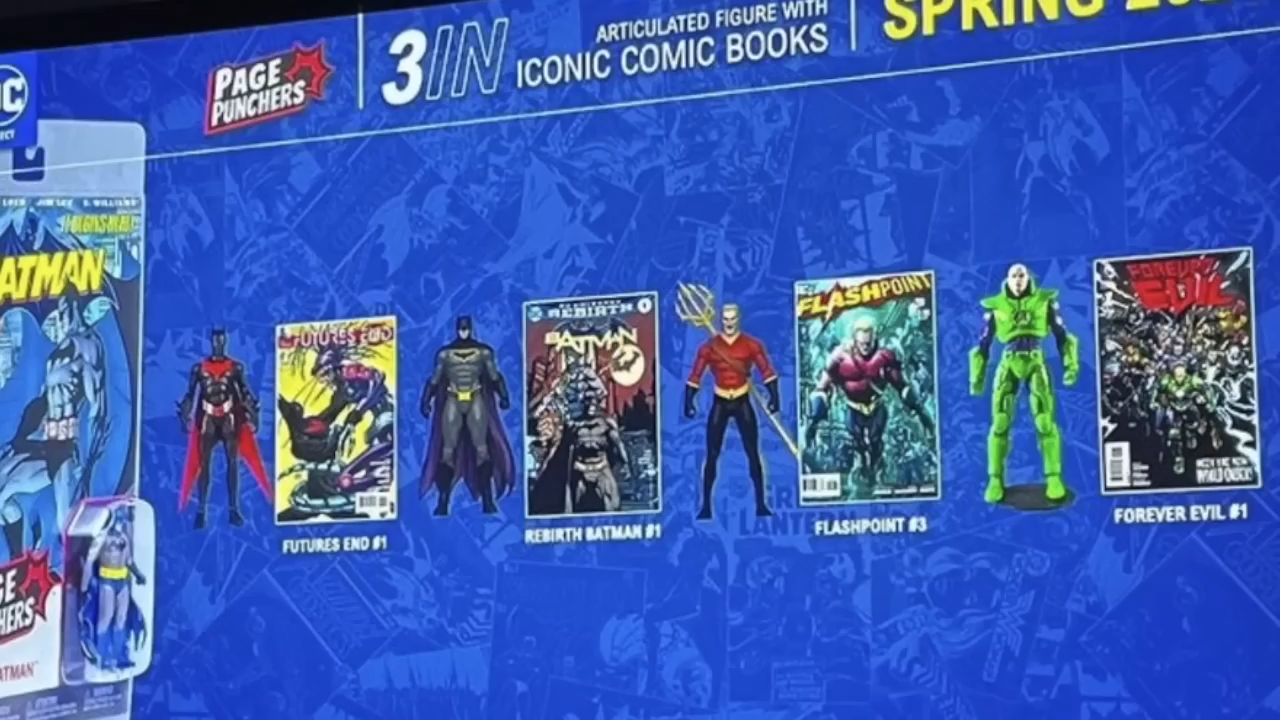 PAGE
PUNCHERS
3IN
ARTICULATED FIGURE WITH
ICONIC COMIC BOOKS
SPRING
BATMAN
FUTURES END
FUTURES END #1
REBIRTH
BATMAN
REBIRTH BATMAN #1
FLASHPOINT
FLASHPOINT #3
FOREVER
EVIL
FOREVER EVIL #1